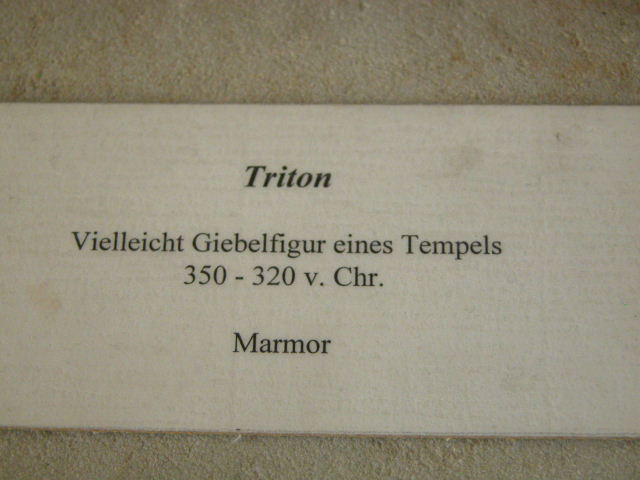 Triton
Vielleicht Giebelfigur eines Tempels
350 - 320 v. Chr.
Marmor